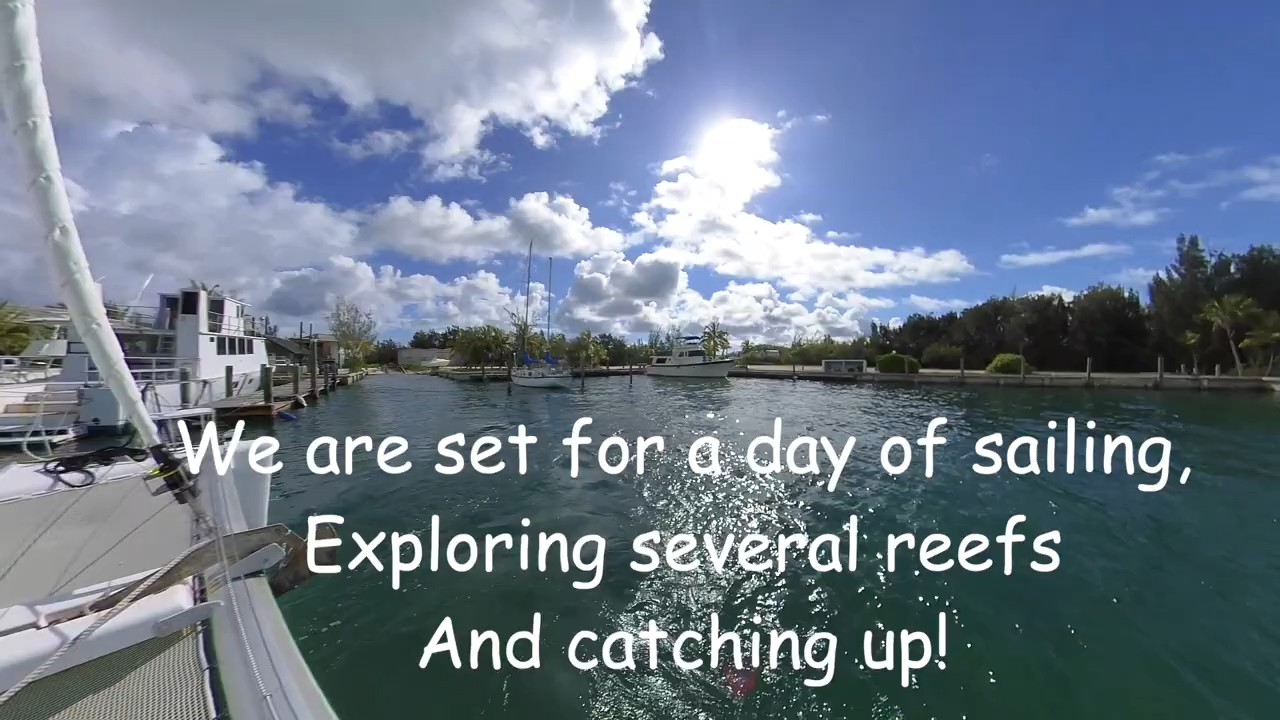 We are set for a day of sailing,
Exploring several reefs
And catching up!